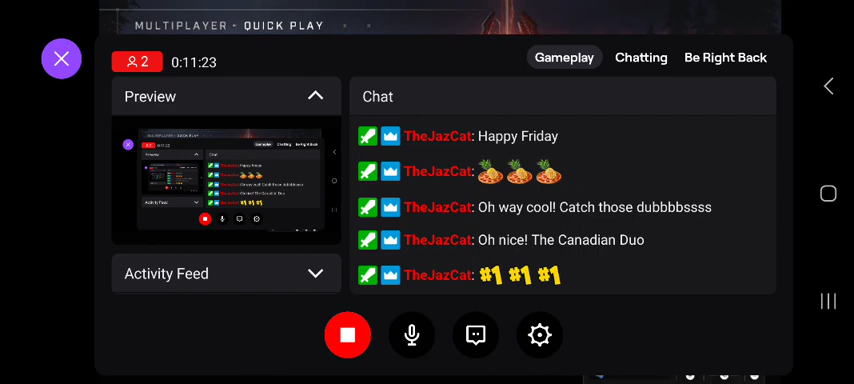 MULTIPLAYER - QUICK PLAY
2 0:11:23
Gameplay Chatting Be Right Back
Preview
Chat
TheJazCat: Happy Friday
TheJazCat:
TheJazCat: Oh way cool! Catch those dubbbbssss
TheJazCat: Oh nice! The Canadian Duo
TheJazCat: #1 #1 #1
Activity Feed